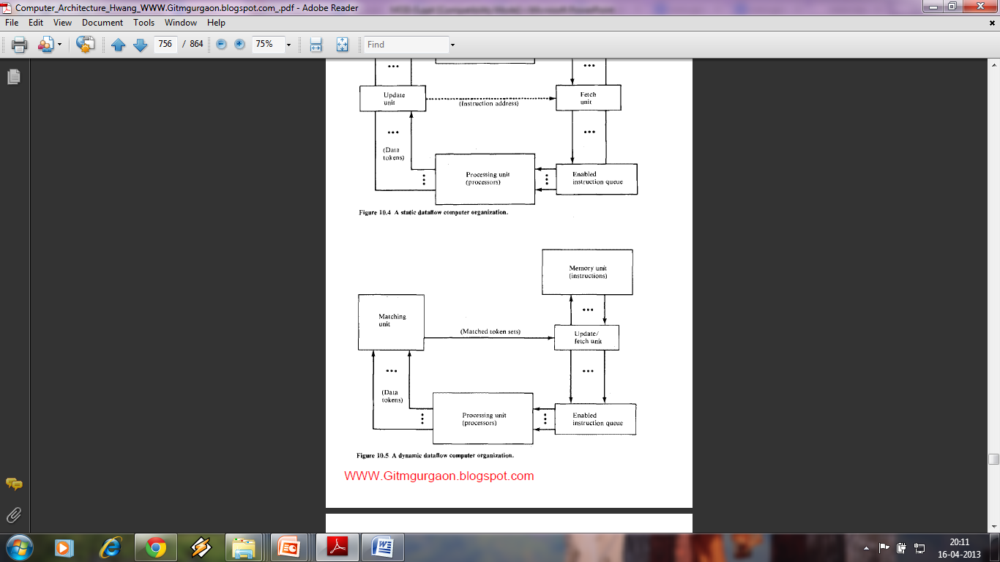 Computer_Architecture_Hwang_WWW.Gitmgurgaon.blogspot.com_.pdf - Adobe Reader
File Edit View Document Tools Window Help
756 / 864 75% Find
Update
unit
(Instruction address)
Fetch
unit
(Data
tokens)
Processing unit
(processors)
Enabled
instruction queue
Figure 10.4 A static dataflow computer organization.
Memory unit
(instructions)
Matching
unit
(Matched token sets)
Update/
fetch unit
(Data
tokens)
Processing unit
(processors)
Enabled
instruction queue
Figure 10.5 A dynamic dataflow computer organization.
WWW.Gitmgurgaon.blogspot.com
20:11
16-04-2013